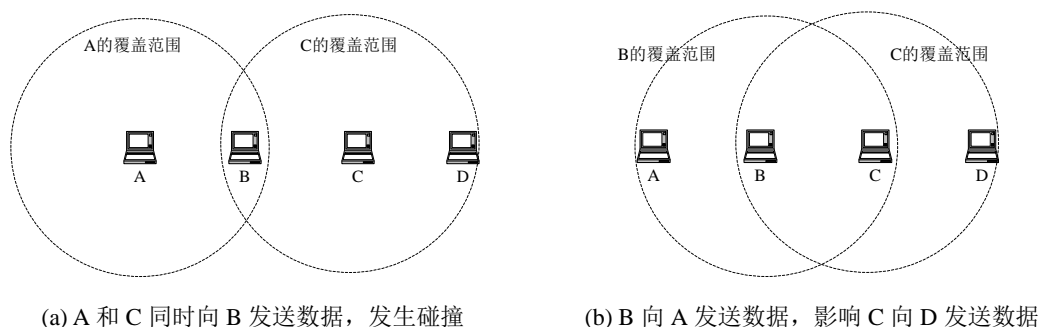 A的覆盖范围
C的覆盖范围
A
B
C
D
(a) A 和 C 同时向 B 发送数据，发生碰撞
B的覆盖范围
C的覆盖范围
A
B
C
D
(b) B 向 A 发送数据，影响 C 向 D 发送数据